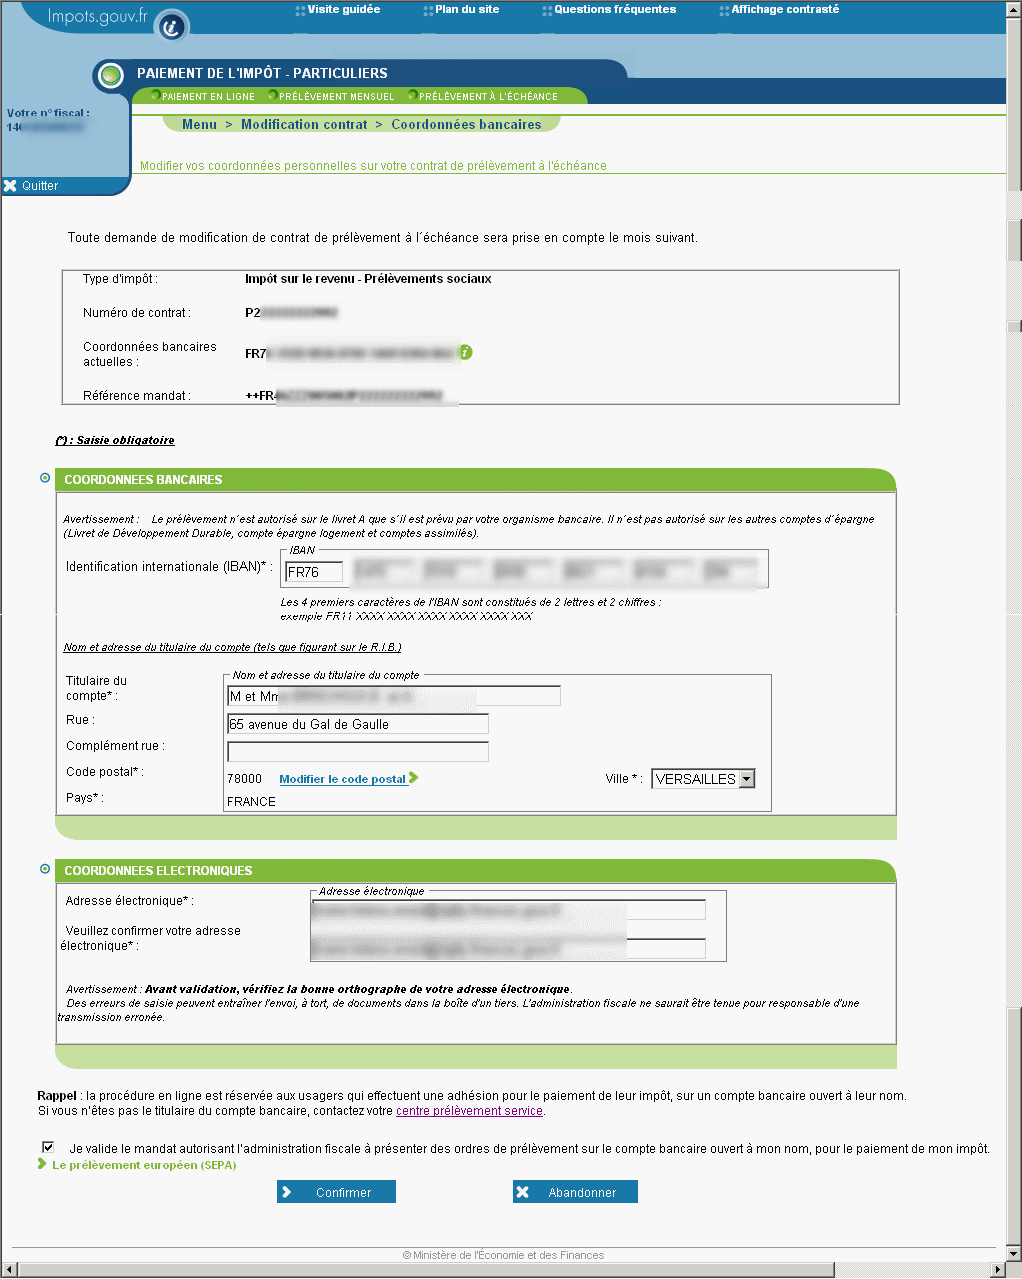 Impots.gouv.fr
Visite guidée
Plan du site
Questions fréquentes
Affichage contrasté
PAIEMENT DE L'IMPÔT - PARTICULIERS
PAIEMENT EN LIGNE
PRÉLÈVEMENT MENSUEL
PRÉLÈVEMENT À L'ÉCHÉANCE
Votre n° fiscal :
14
Menu > Modification contrat > Coordonnées bancaires
Modifier vos coordonnées personnelles sur votre contrat de prélèvement à l'échéance
Quitter
Toute demande de modification de contrat de prélèvement à l´échéance sera prise en compte le mois suivant.
Type d'impôt : Impôt sur le revenu - Prélèvements sociaux
Numéro de contrat : P2
Coordonnées bancaires
actuelles : FR7
Référence mandat : ++FR
(*) : Saisie obligatoire
COORDONNEES BANCAIRES
Avertissement : Le prélèvement n´est autorisé sur le livret A que s´il est prévu par votre organisme bancaire. Il n´est pas autorisé sur les autres comptes d´épargne
(Livret de Développement Durable, compte épargne logement et comptes assimilés).
IBAN
Identification internationale (IBAN)* : FR76
Les 4 premiers caractères de l'IBAN sont constitués de 2 lettres et 2 chiffres :
exemple FR11 XXXX XXXX XXXX XXXX XXXX XXX
Nom et adresse du titulaire du compte (tels que figurant sur le R.I.B.)
Nom et adresse du titulaire du compte
Titulaire du
compte* : M et Mm
Rue : 65 avenue du Gal de Gaulle
Complément rue :
Code postal* : 78000 Modifier le code postal Ville * : VERSAILLES
Pays* : FRANCE
COORDONNEES ELECTRONIQUES
Adresse électronique
Adresse électronique* :
Veuillez confirmer votre adresse
électronique* :
Avertissement : Avant validation, vérifiez la bonne orthographe de votre adresse électronique.
Des erreurs de saisie peuvent entraîner l'envoi, à tort, de documents dans la boîte d'un tiers. L'administration fiscale ne saurait être tenue pour responsable d'une
transmission erronée.
Rappel : la procédure en ligne est réservée aux usagers qui effectuent une adhésion pour le paiement de leur impôt, sur un compte bancaire ouvert à leur nom.
Si vous n'êtes pas le titulaire du compte bancaire, contactez votre centre prélèvement service.
Je valide le mandat autorisant l'administration fiscale à présenter des ordres de prélèvement sur le compte bancaire ouvert à mon nom, pour le paiement de mon impôt.
Le prélèvement européen (SEPA)
Confirmer
Abandonner
© Ministère de l'Économie et des Finances